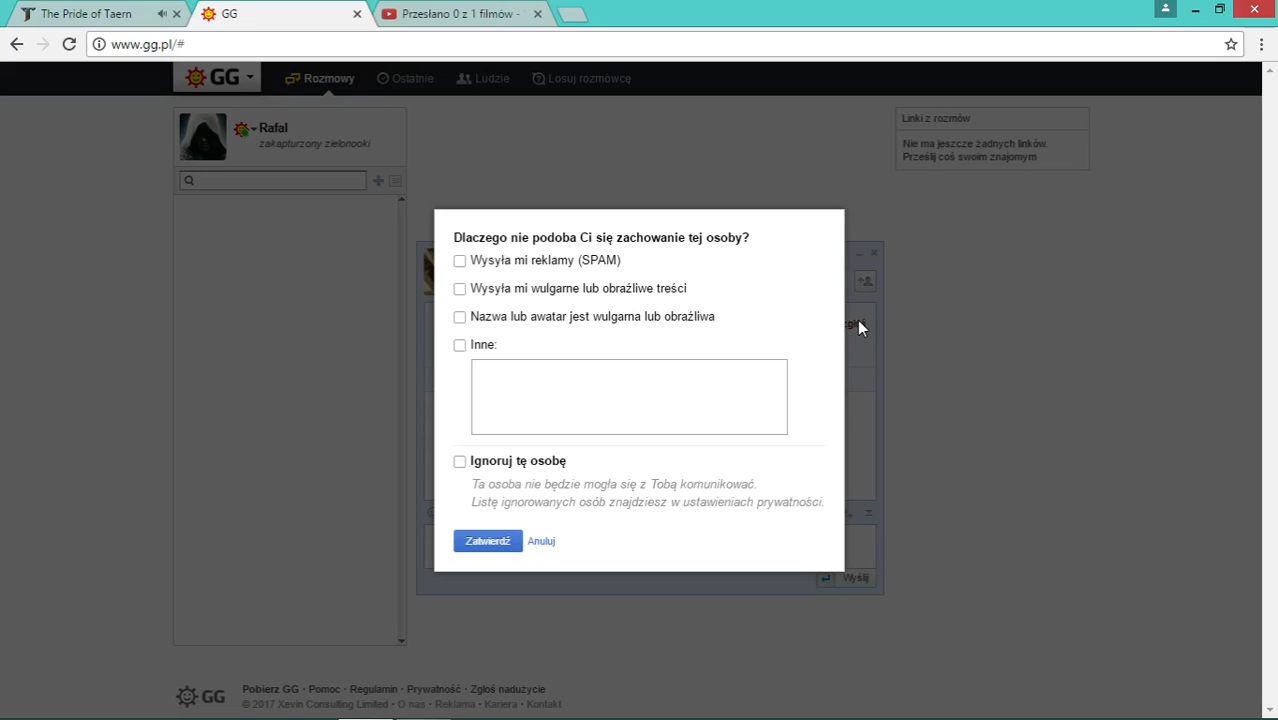 The Pride of Taern
GG
Przesłano 0 z 1 filmów -
www.gg.pl/#
GG
Rozmowy
Ostatnie
Ludzie
Losuj rozmówcę
Rafał
zakapturzony zielonooki
Linki z rozmów
Nie ma jeszcze żadnych linków.
Prześlij coś swoim znajomym
Dlaczego nie podoba Ci się zachowanie tej osoby?
Wysyła mi reklamy (SPAM)
Wysyła mi wulgarne lub obraźliwe treści
Nazwa lub awatar jest wulgarna lub obraźliwa
Inne:
Ignoruj tę osobę
Ta osoba nie będzie mogła się z Tobą komunikować.
Listę ignorowanych osób znajdziesz w ustawieniach prywatności.
Zatwierdź
Anuluj
Wyślij
GG
Pobierz GG · Pomoc · Regulamin · Prywatność · Zgłoś nadużycie
© 2017 Xevin Consulting Limited · O nas · Reklama · Kariera · Kontakt